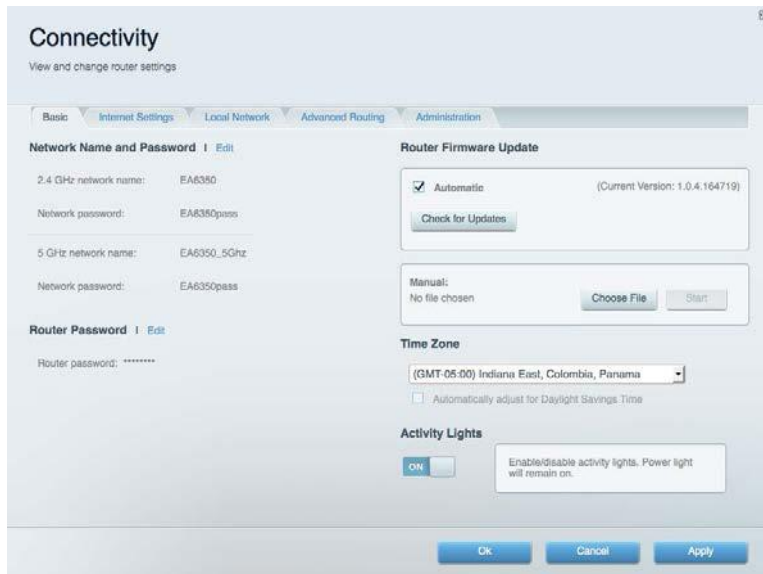 Connectivity
View and change router settings
Basic
Internet Settings
Local Network
Advanced Routing
Administration
Network Name and Password | Edit
2.4 GHz network name: EA6350
Network password: EA6350pass
5 GHz network name: EA6350_5Ghz
Network password: EA6350pass
Router Password | Edit
Router password: ********
Router Firmware Update
Automatic
(Current Version: 1.0.4.164719)
Check for Updates
Manual:
No file chosen
Choose File
Start
Time Zone
(GMT-05:00) Indiana East, Colombia, Panama
Automatically adjust for Daylight Savings Time
Activity Lights
ON
Enable/disable activity lights. Power light
will remain on.
Ok
Cancel
Apply